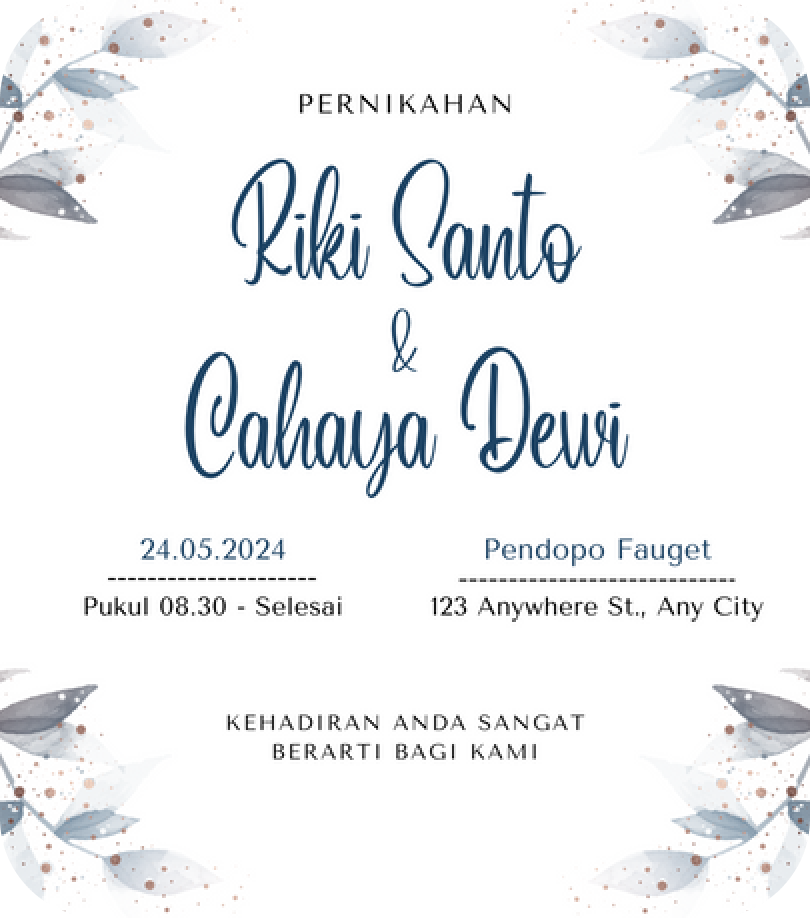 PERNIKAHAN
Riki Santo
&
Cahaya Dewi
24.05.2024
---------------------
Pukul 08.30 - Selesai
Pendopo Fauget
----------------------------
123 Anywhere St., Any City
KEHADIRAN ANDA SANGAT
BERARTI BAGI KAMI